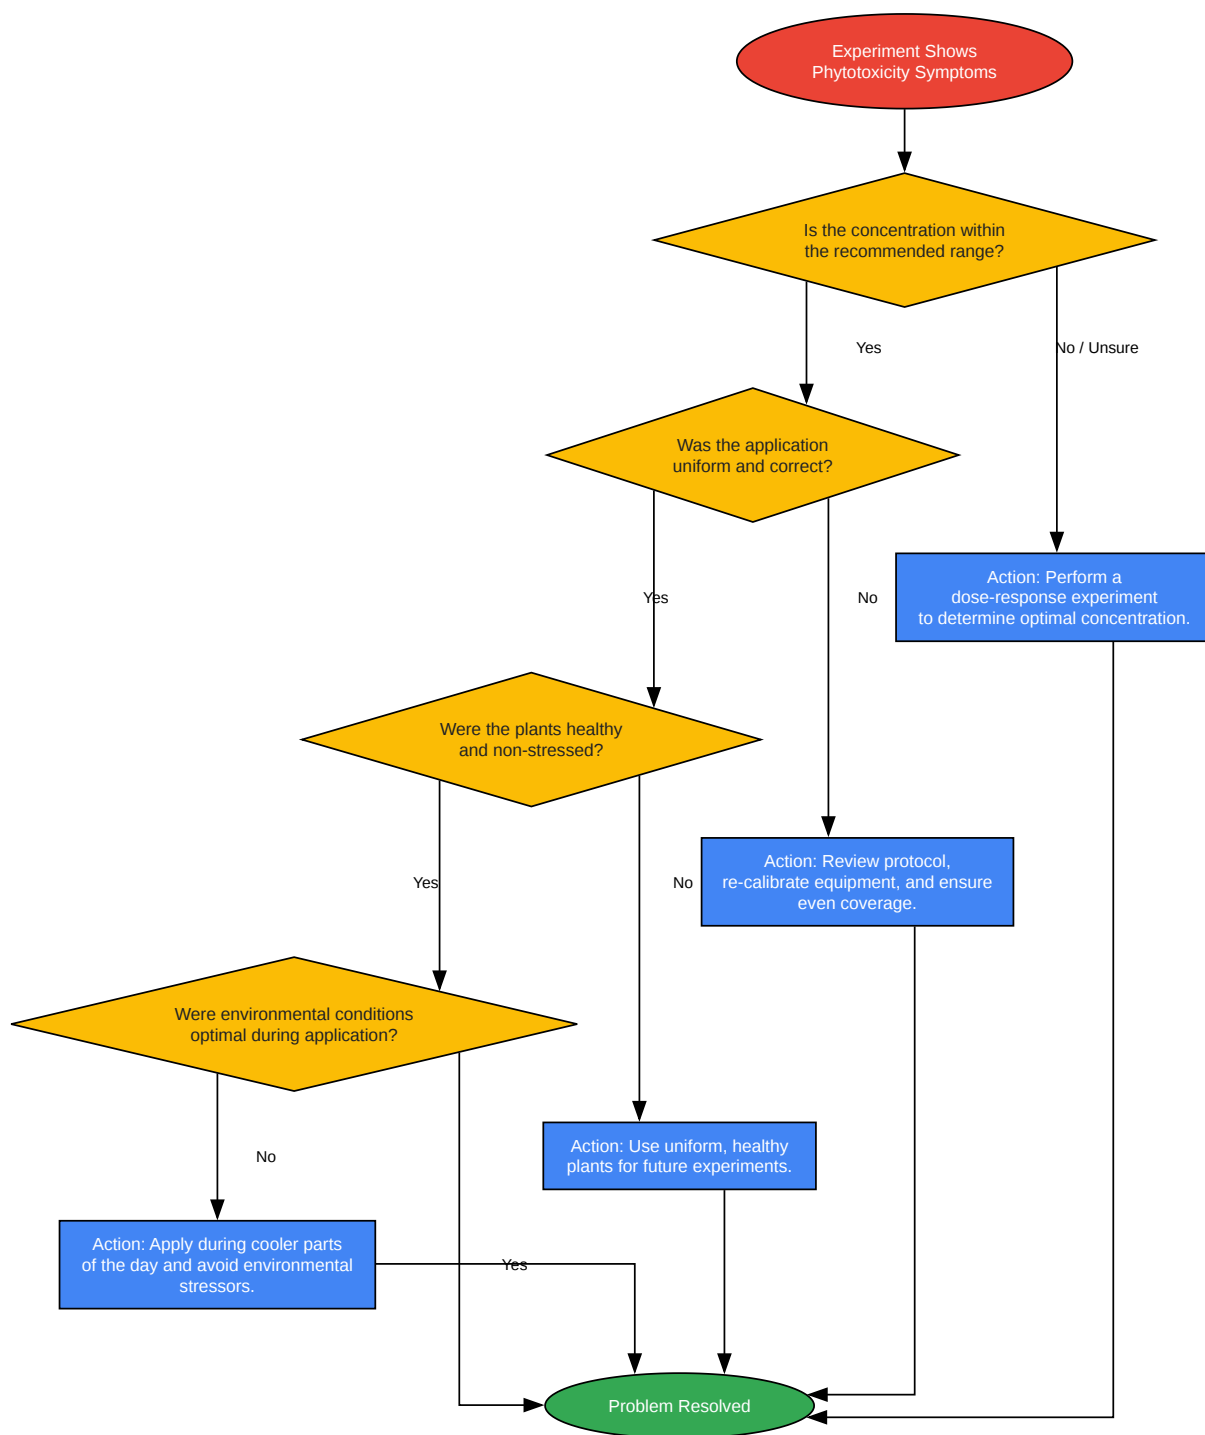 Experiment Shows
Phytotoxicity Symptoms
Is the concentration within
the recommended range?
Yes
No / Unsure
Was the application
uniform and correct?
Yes
No
Action: Perform a
dose-response experiment
to determine optimal concentration.
Were the plants healthy
and non-stressed?
Yes
No
Action: Review protocol,
re-calibrate equipment, and ensure
even coverage.
Were environmental conditions
optimal during application?
No
Action: Use uniform, healthy
plants for future experiments.
Action: Apply during cooler parts
of the day and avoid environmental
stressors.
Yes
Problem Resolved